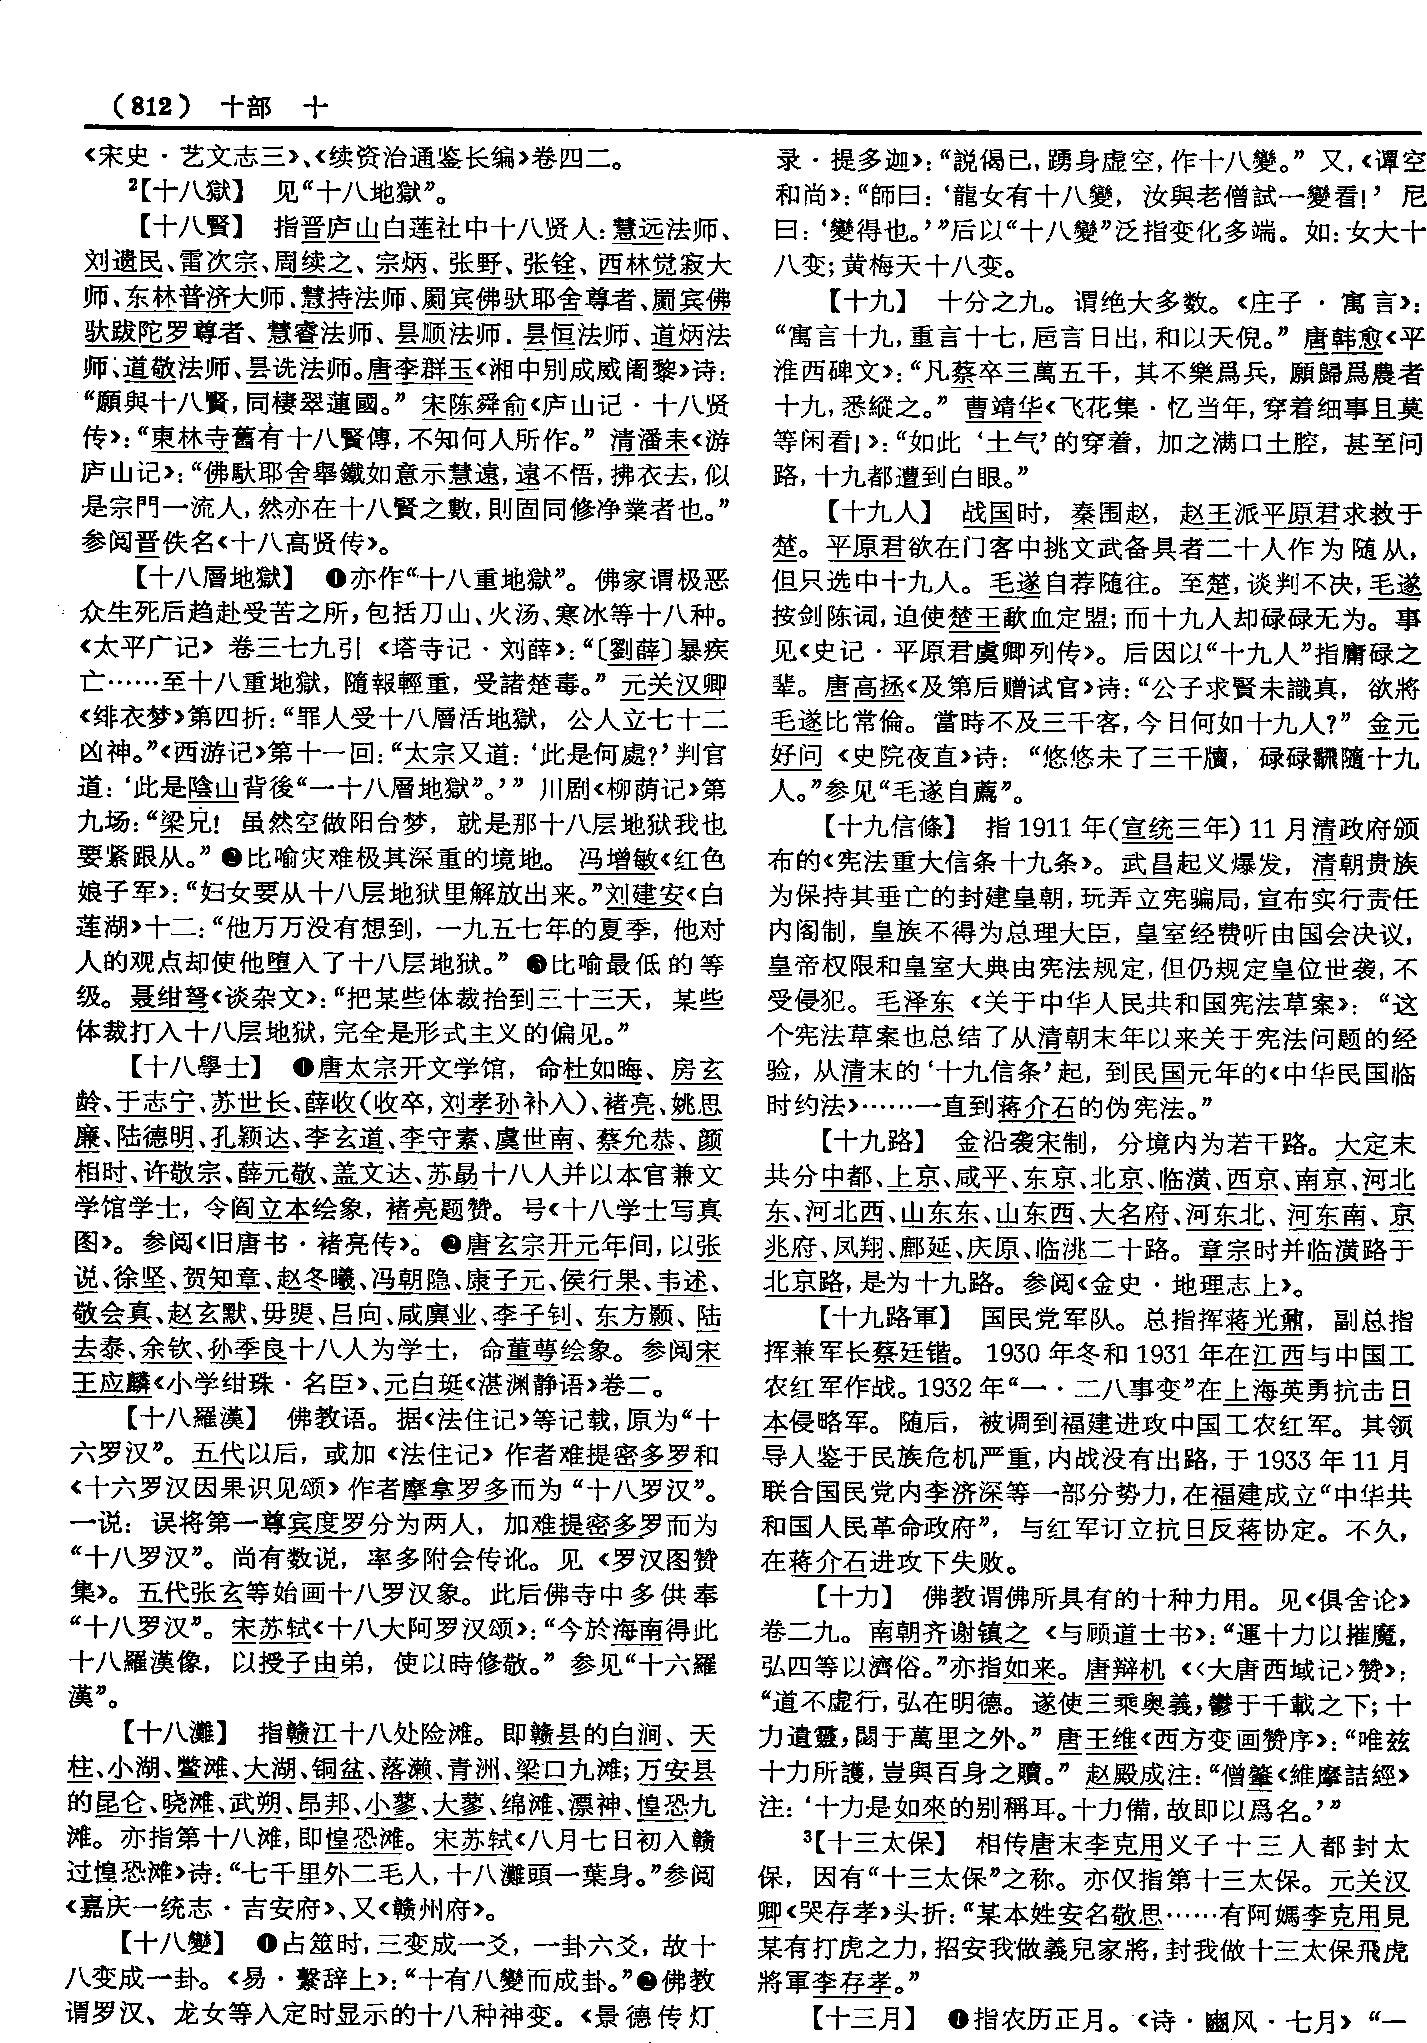 （812） 十部 十
《宋史·艺文志三》、《续资治通鉴长编》卷四二。
²【十八獄】 见“十八地獄”。
【十八賢】 指晋庐山白莲社中十八贤人：慧远法师、
刘遗民、雷次宗、周续之、宗炳、张野、张铨、西林觉寂大
师、东林普济大师、慧持法师、罽宾佛驮耶舍尊者、罽宾佛
驮跋陀罗尊者、慧睿法师、昙顺法师、昙恒法师、道炳法
师、道敬法师、昙诜法师。唐李群玉《湘中别成威阇黎》诗：
“願與十八賢，同棲翠蓮國。” 宋陈舜俞《庐山记·十八贤
传》：“東林寺舊有十八賢傳，不知何人所作。” 清潘耒《游
庐山记》：“佛馱耶舍舉鐵如意示慧遠，遠不悟，拂衣去，似
是宗門一流人，然亦在十八賢之數，則固同修净業者也。”
参阅晋佚名《十八高贤传》。
【十八層地獄】 ❶亦作“十八重地獄”。佛家谓极恶
众生死后趋赴受苦之所，包括刀山、火汤、寒冰等十八种。
《太平广记》卷三七九引《塔寺记·刘薛》：“〔劉薛〕暴疾
亡……至十八重地獄，隨報輕重，受諸楚毒。” 元关汉卿
《绯衣梦》第四折：“罪人受十八層活地獄，公人立七十二
凶神。”《西游记》第十一回：“太宗又道：‘此是何處？’判官
道：‘此是陰山背後“一十八層地獄”。’” 川剧《柳荫记》第
九场：“梁兄！虽然空做阳台梦，就是那十八层地狱我也
要紧跟从。” ❷比喻灾难极其深重的境地。 冯增敏《红色
娘子军》：“妇女要从十八层地狱里解放出来。”刘建安《白
莲湖》十二：“他万万没有想到，一九五七年的夏季，他对
人的观点却使他堕入了十八层地狱。” ❸比喻最低的等
级。聂绀弩《谈杂文》：“把某些体裁抬到三十三天，某些
体裁打入十八层地狱，完全是形式主义的偏见。”
【十八學士】 ❶唐太宗开文学馆，命杜如晦、房玄
龄、于志宁、苏世长、薛收（收卒，刘孝孙补入）、褚亮、姚思
廉、陆德明、孔颖达、李玄道、李守素、虞世南、蔡允恭、颜
相时、许敬宗、薛元敬、盖文达、苏勗十八人并以本官兼文
学馆学士，令阎立本绘象，褚亮题赞。号《十八学士写真
图》。参阅《旧唐书·褚亮传》。 ❷唐玄宗开元年间，以张
说、徐坚、贺知章、赵冬曦、冯朝隐、康子元、侯行果、韦述、
敬会真、赵玄默、毋煚、吕向、咸廙业、李子钊、东方颢、陆
去泰、余钦、孙季良十八人为学士，命董萼绘象。参阅宋
王应麟《小学绀珠·名臣》、元白珽《湛渊静语》卷二。
【十八羅漢】 佛教语。据《法住记》等记载，原为“十
六罗汉”。五代以后，或加《法住记》作者难提密多罗和
《十六罗汉因果识见颂》作者摩拿罗多而为“十八罗汉”。
一说：误将第一尊宾度罗分为两人，加难提密多罗而为
“十八罗汉”。尚有数说，率多附会传讹。见《罗汉图赞
集》。五代张玄等始画十八罗汉象。此后佛寺中多供奉
“十八罗汉”。宋苏轼《十八大阿罗汉颂》：“今於海南得此
十八羅漢像，以授子由弟，使以時修敬。”参见“十六羅
漢”。
【十八灘】 指赣江十八处险滩。即赣县的白涧、天
柱、小湖、鳖滩、大湖、铜盆、落濑、青洲、梁口九滩；万安县
的昆仑、晓滩、武朔、昂邦、小蓼、大蓼、绵滩、漂神、惶恐九
滩。亦指第十八滩，即惶恐滩。宋苏轼《八月七日初入赣
过惶恐滩》诗：“七千里外二毛人，十八灘頭一葉身。”参阅
《嘉庆一统志·吉安府》、又《赣州府》。
【十八變】 ❶占筮时，三变成一爻，一卦六爻，故十
八变成一卦。《易·繫辞上》：“十有八變而成卦。”❷佛教
谓罗汉、龙女等入定时显示的十八种神变。《景德传灯
录·提多迦》：“説偈已，踴身虚空，作十八變。” 又，《谭空
和尚》：“師曰：‘龍女有十八變，汝與老僧試一變看！’ 尼
曰：‘變得也。’”后以“十八變”泛指变化多端。如：女大十
八变；黄梅天十八变。
【十九】 十分之九。谓绝大多数。《庄子·寓言》：
“寓言十九，重言十七，巵言日出，和以天倪。” 唐韩愈《平
淮西碑文》：“凡蔡卒三萬五千，其不樂爲兵，願歸爲農者
十九，悉縱之。” 曹靖华《飞花集·忆当年，穿着细事且莫
等闲看！》：“如此‘土气’的穿着，加之满口土腔，甚至问
路，十九都遭到白眼。”
【十九人】 战国时，秦围赵，赵王派平原君求救于
楚。平原君欲在门客中挑文武备具者二十人作为随从，
但只选中十九人。毛遂自荐随往。至楚，谈判不决，毛遂
按剑陈词，迫使楚王歃血定盟；而十九人却碌碌无为。事
见《史记·平原君虞卿列传》。后因以“十九人”指庸碌之
辈。唐高拯《及第后赠试官》诗：“公子求賢未識真，欲將
毛遂比常倫。當時不及三千客，今日何如十九人？” 金元
好问《史院夜直》诗：“悠悠未了三千牘，碌碌飜隨十九
人。”参见“毛遂自薦”。
【十九信條】 指1911年（宣统三年）11月清政府颁
布的《宪法重大信条十九条》。武昌起义爆发，清朝贵族
为保持其垂亡的封建皇朝，玩弄立宪骗局，宣布实行责任
内阁制，皇族不得为总理大臣，皇室经费听由国会决议，
皇帝权限和皇室大典由宪法规定，但仍规定皇位世袭，不
受侵犯。毛泽东《关于中华人民共和国宪法草案》：“这
个宪法草案也总结了从清朝末年以来关于宪法问题的经
验，从清末的‘十九信条’起，到民国元年的《中华民国临
时约法》……一直到蒋介石的伪宪法。”
【十九路】 金沿袭宋制，分境内为若干路。大定末
共分中都、上京、咸平、东京、北京、临潢、西京、南京、河北
东、河北西、山东东、山东西、大名府、河东北、河东南、京
兆府、凤翔、鄜延、庆原、临洮二十路。章宗时并临潢路于
北京路，是为十九路。参阅《金史·地理志上》。
【十九路軍】 国民党军队。总指挥蒋光鼐，副总指
挥兼军长蔡廷锴。1930年冬和1931年在江西与中国工
农红军作战。1932年“一·二八事变”在上海英勇抗击日
本侵略军。随后，被调到福建进攻中国工农红军。其领
导人鉴于民族危机严重，内战没有出路，于1933年11月
联合国民党内李济深等一部分势力，在福建成立“中华共
和国人民革命政府”，与红军订立抗日反蒋协定。不久，
在蒋介石进攻下失败。
【十力】 佛教谓佛所具有的十种力用。见《俱舍论》
卷二九。南朝齐谢镇之《与顾道士书》：“運十力以摧魔，
弘四等以濟俗。”亦指如来。唐辩机《〈大唐西域记〉赞》：
“道不虚行，弘在明德。遂使三乘奥義，鬱于千載之下；十
力遺靈，閟于萬里之外。” 唐王维《西方变画赞序》：“唯兹
十力所護，豈與百身之贖。” 赵殿成注：“僧肇《維摩詰經》
注：‘十力是如來的别稱耳。十力備，故即以爲名。’”
³【十三太保】 相传唐末李克用义子十三人都封太
保，因有“十三太保”之称。亦仅指第十三太保。元关汉
卿《哭存孝》头折：“某本姓安名敬思……有阿媽李克用見
某有打虎之力，招安我做義兒家將，封我做十三太保飛虎
將軍李存孝。”
【十三月】 ❶指农历正月。《诗·豳风·七月》“一